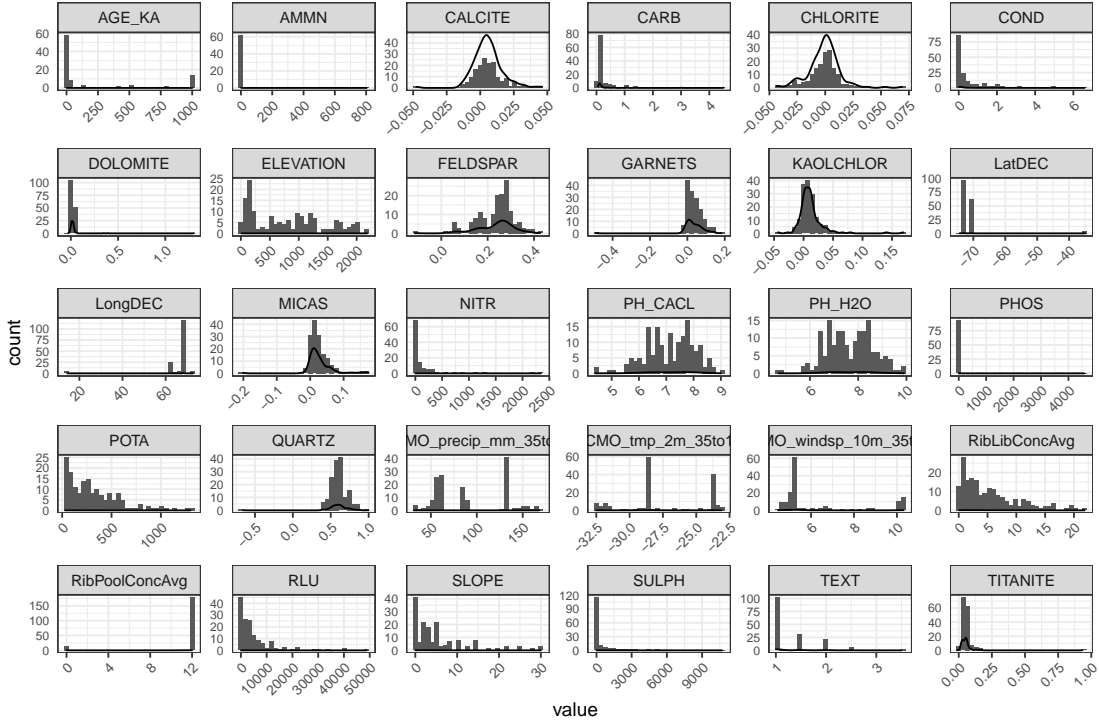 AGE_KA AMMN CALCITE CARB CHLORITE COND
60 40 20 0
60 40 20 0
40 30 20 10 0
80 60 40 20 0
40 30 20 10 0
75 50 25 0
0 250 500 750 1000
0 200 400 600 800
−0.050 −0.025 0.000 0.025 0.050
0 1 2 3 4
−0.050 −0.025 0.000 0.025 0.050 0.075
0 2 4 6
DOLOMITE ELEVATION FELDSPAR GARNETS KAOLCHLOR LatDEC
100 75 50 25 0
25 20 15 10 5 0
20 10 0
40 30 20 10 0
40 30 20 10 0
100 75 50 25 0
0.0 0.5 1.0
0 500 1000 1500 2000
0.0 0.2 0.4
−0.4 −0.2 0.0 0.2
−0.05 0.00 0.05 0.10 0.15
−70 −60 −50 −40
LongDEC MICAS NITR PH_CACL PH_H2O PHOS
100 75 50 25 0
40 30 20 10 0
60 40 20 0
15 10 5 0
15 10 5 0
75 50 25 0
20 40 60
−0.2 −0.1 0.0 0.1
0 500 1000 1500 2000 2500
5 6 7 8 9
6 8 10
0 1000 2000 3000 4000
count
POTA QUARTZ MO_precip_mm_35to CMO_tmp_2m_35to1 MO_windsp_10m_35t RibLibConcAvg
25 20 15 10 5 0
40 30 20 10 0
40 30 20 10 0
60 40 20 0
60 40 20 0
20 10 0
0 500 1000
−0.5 0.0 0.5 1.0
50 100 150
−32.5 −30.0 −27.5 −25.0 −22.5
6 8 10
0 5 10 15 20
RibPoolConcAvg RLU SLOPE SULPH TEXT TITANITE
150 100 50 0
40 30 20 10 0
40 30 20 10 0
120 90 60 30 0
100 75 50 25 0
60 40 20 0
0 4 8 12
0 10000 20000 30000 40000 50000
0 10 20 30
0 3000 6000 9000
1 2 3
0.00 0.25 0.50 0.75 1.00
value